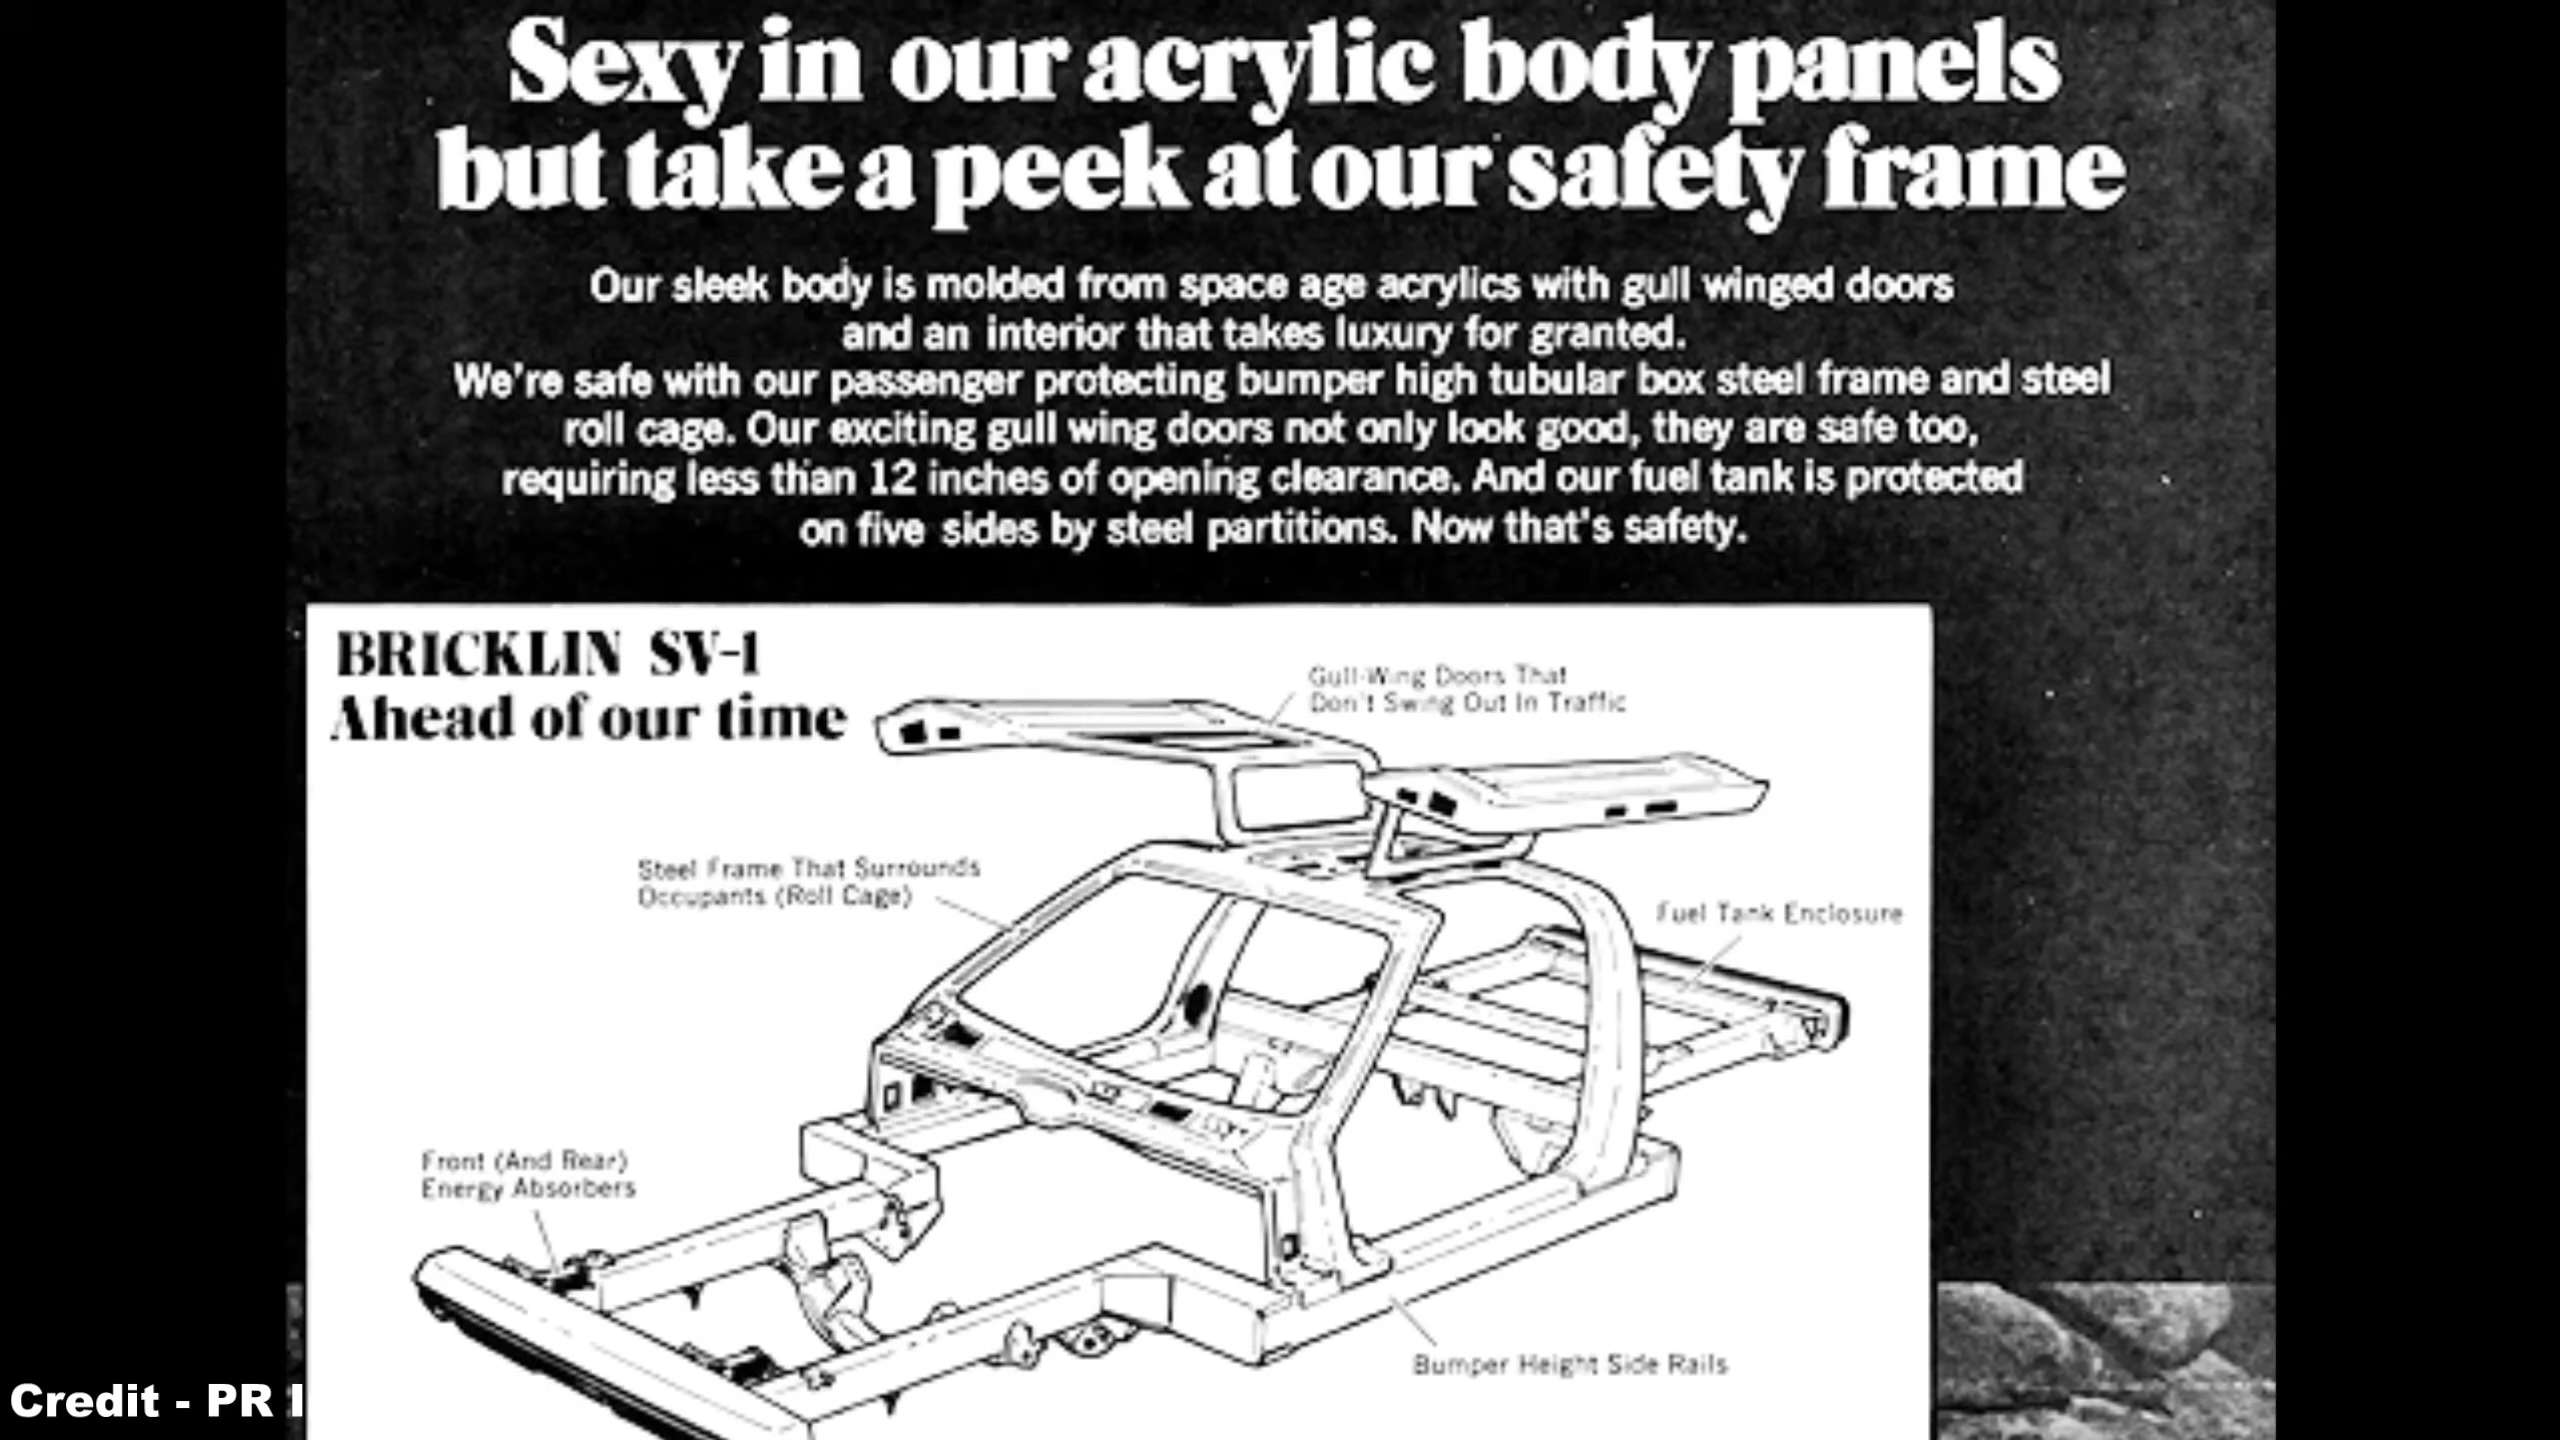 Sexy in our acrylic body panels
but take a peek at our safety frame
Our sleek body is molded from space age acrylics with gull winged doors
and an interior that takes luxury for granted.
We're safe with our passenger protecting bumper high tubular box steel frame and steel
roll cage. Our exciting gull wing doors not only look good, they are safe too,
requiring less than 12 inches of opening clearance. And our fuel tank is protected
on five sides by steel partitions. Now that's safety.
BRICKLIN SV-1
Ahead of our time
Gull-Wing Doors That
Don't Swing Out In Traffic
Steel Frame That Surrounds
Occupants (Roll Cage)
Fuel Tank Enclosure
Front (And Rear)
Energy Absorbers
Bumper Height Side Rails
Credit - PR